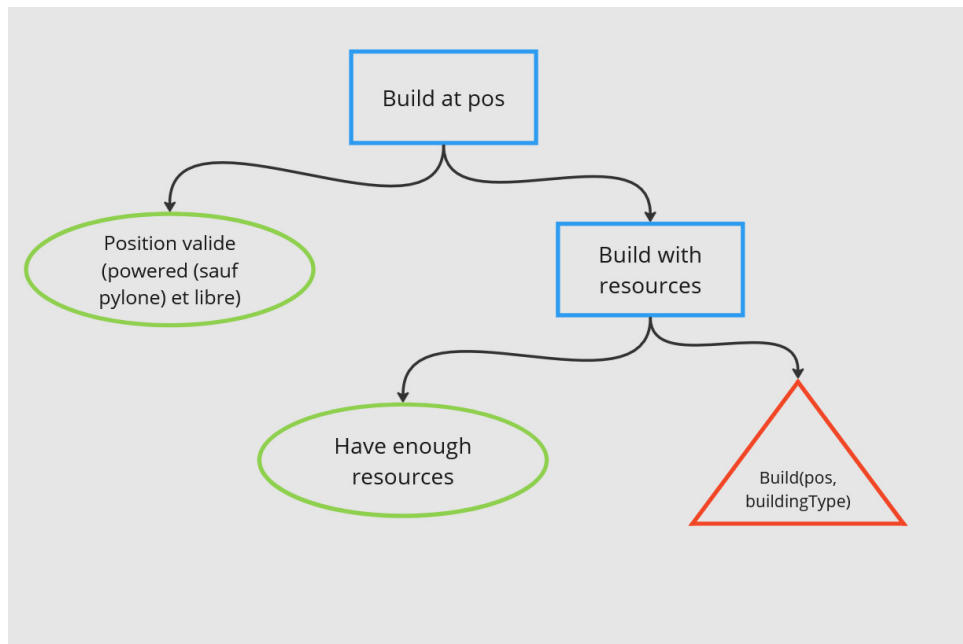 Build at pos
Position valide
(powered (sauf
pylone) et libre)
Build with
resources
Have enough
resources
Build(pos,
buildingType)